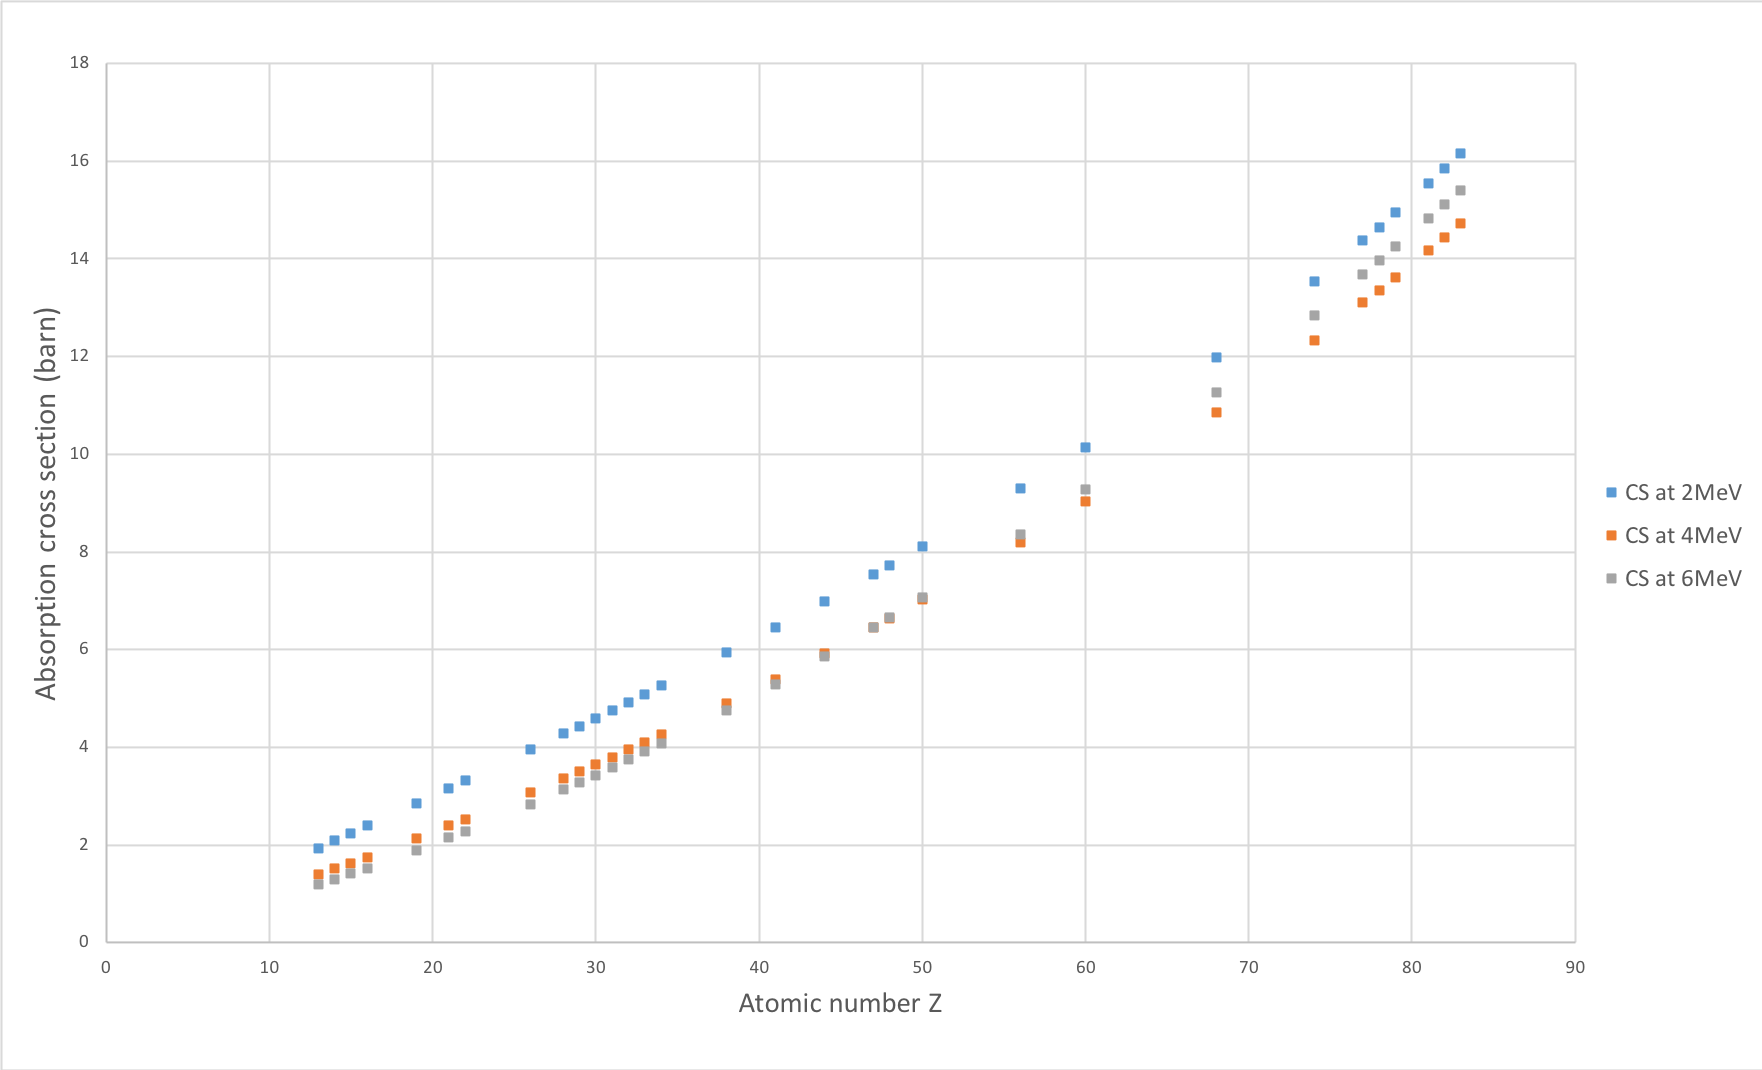 18
16
14
12
10
8
6
4
2
0
0 10 20 30 40 50 60 70 80 90
Absorption cross section (barn)
Atomic number Z
CS at 2MeV
CS at 4MeV
CS at 6MeV